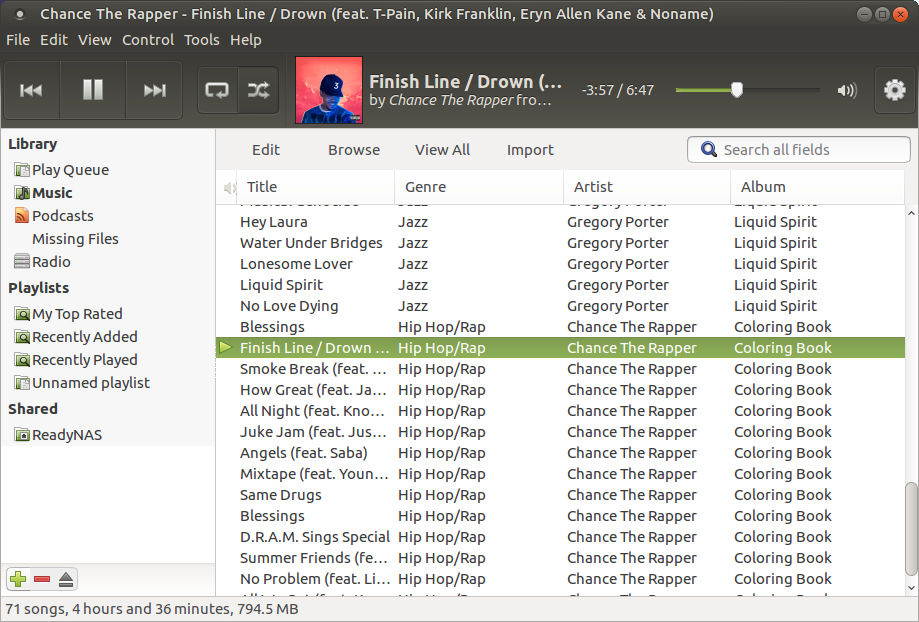 Chance The Rapper - Finish Line / Drown (feat. T-Pain, Kirk Franklin, Eryn Allen Kane & Noname)
File Edit View Control Tools Help
Finish Line / Drown (...
by Chance The Rapper fro...
-3:57 / 6:47
Library
Play Queue
Music
Podcasts
Missing Files
Radio
Playlists
My Top Rated
Recently Added
Recently Played
Unnamed playlist
Shared
ReadyNAS
Edit Browse View All Import Search all fields
Title Genre Artist Album
Hey Laura Jazz Gregory Porter Liquid Spirit
Water Under Bridges Jazz Gregory Porter Liquid Spirit
Lonesome Lover Jazz Gregory Porter Liquid Spirit
Liquid Spirit Jazz Gregory Porter Liquid Spirit
No Love Dying Jazz Gregory Porter Liquid Spirit
Blessings Hip Hop/Rap Chance The Rapper Coloring Book
Finish Line / Drown ... Hip Hop/Rap Chance The Rapper Coloring Book
Smoke Break (feat. ... Hip Hop/Rap Chance The Rapper Coloring Book
How Great (feat. Ja... Hip Hop/Rap Chance The Rapper Coloring Book
All Night (feat. Kno... Hip Hop/Rap Chance The Rapper Coloring Book
Juke Jam (feat. Jus... Hip Hop/Rap Chance The Rapper Coloring Book
Angels (feat. Saba) Hip Hop/Rap Chance The Rapper Coloring Book
Mixtape (feat. Youn... Hip Hop/Rap Chance The Rapper Coloring Book
Same Drugs Hip Hop/Rap Chance The Rapper Coloring Book
Blessings Hip Hop/Rap Chance The Rapper Coloring Book
D.R.A.M. Sings Special Hip Hop/Rap Chance The Rapper Coloring Book
Summer Friends (fe... Hip Hop/Rap Chance The Rapper Coloring Book
No Problem (feat. Li... Hip Hop/Rap Chance The Rapper Coloring Book
71 songs, 4 hours and 36 minutes, 794.5 MB